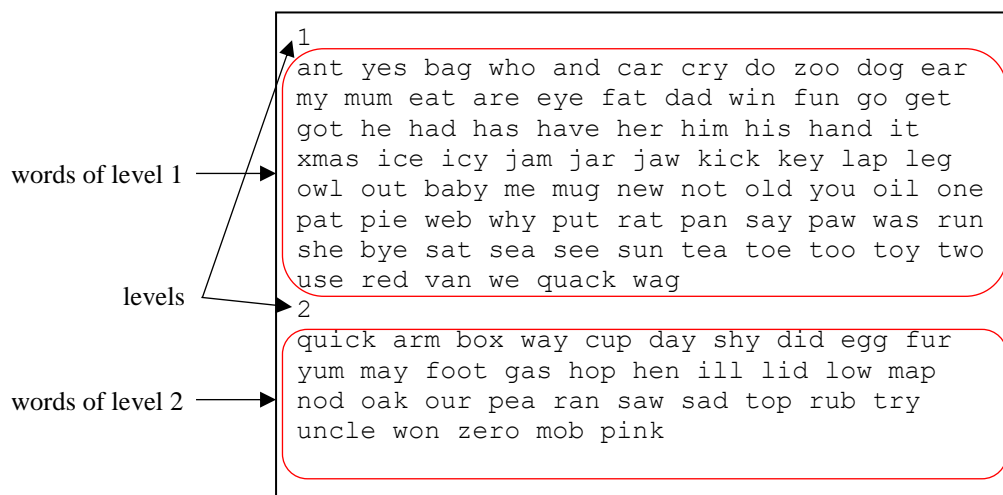 1
ant yes bag who and car cry do zoo dog ear
my mum eat are eye fat dad win fun go get
got he had has have her him his hand it
xmas ice icy jam jar jaw kick key lap leg
words of level 1
owl out baby me mug new not old you oil one
pat pie web why put rat pan say paw was run
she bye sat sea see sun tea toe too toy two
use red van we quack wag
levels
2
quick arm box way cup day shy did egg fur
yum may foot gas hop hen ill lid low map
words of level 2
nod oak our pea ran saw sad top rub try
uncle won zero mob pink